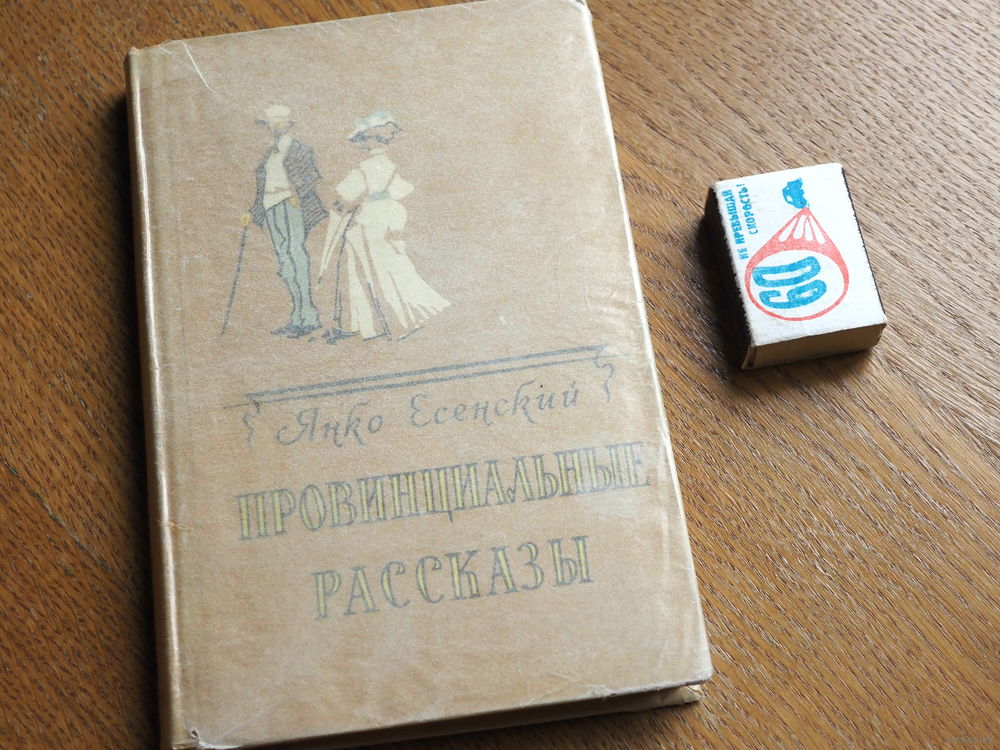 Янко Есенский
ПРОВИНЦИАЛЬНЫЕ
РАССКАЗЫ
НЕ ПРЕВЫШАЙ
СКОРОСТЬ!
60